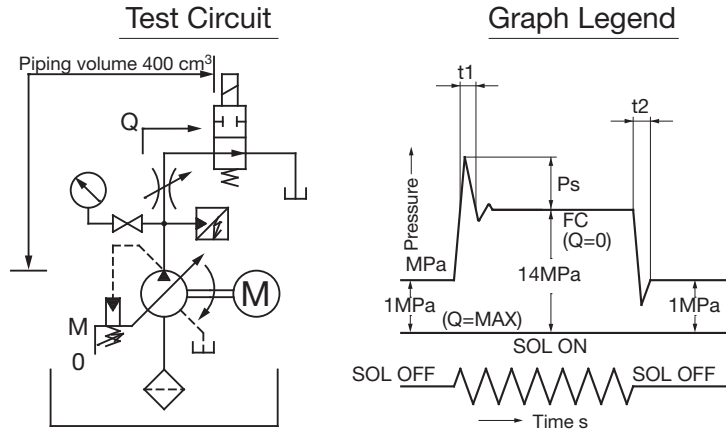 Test Circuit
Piping volume 400 cm³
Q
M
M
0
Graph Legend
t1
t2
Pressure
Ps
FC
(Q=0)
MPa
14MPa
1MPa
1MPa
(Q=MAX)
SOL ON
SOL OFF
SOL OFF
Time s